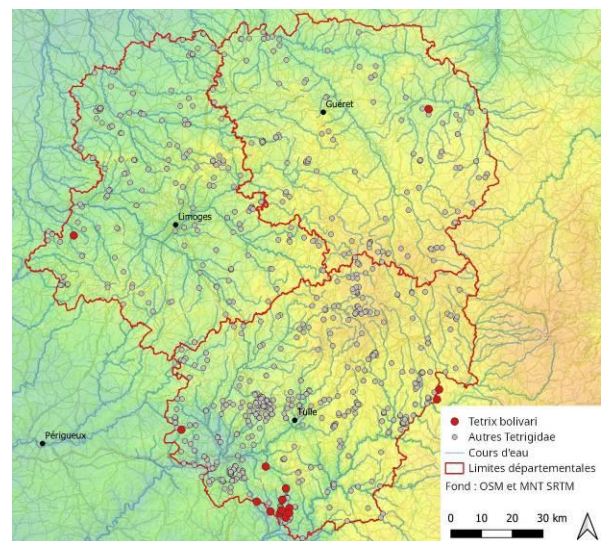 Guéret
Limoges
Tulle
Périgueux
Tetrix bolivari
Autres Tetrigidae
Cours d'eau
Limites départementales
Fond : OSM et MNT SRTM
0 10 20 30 km